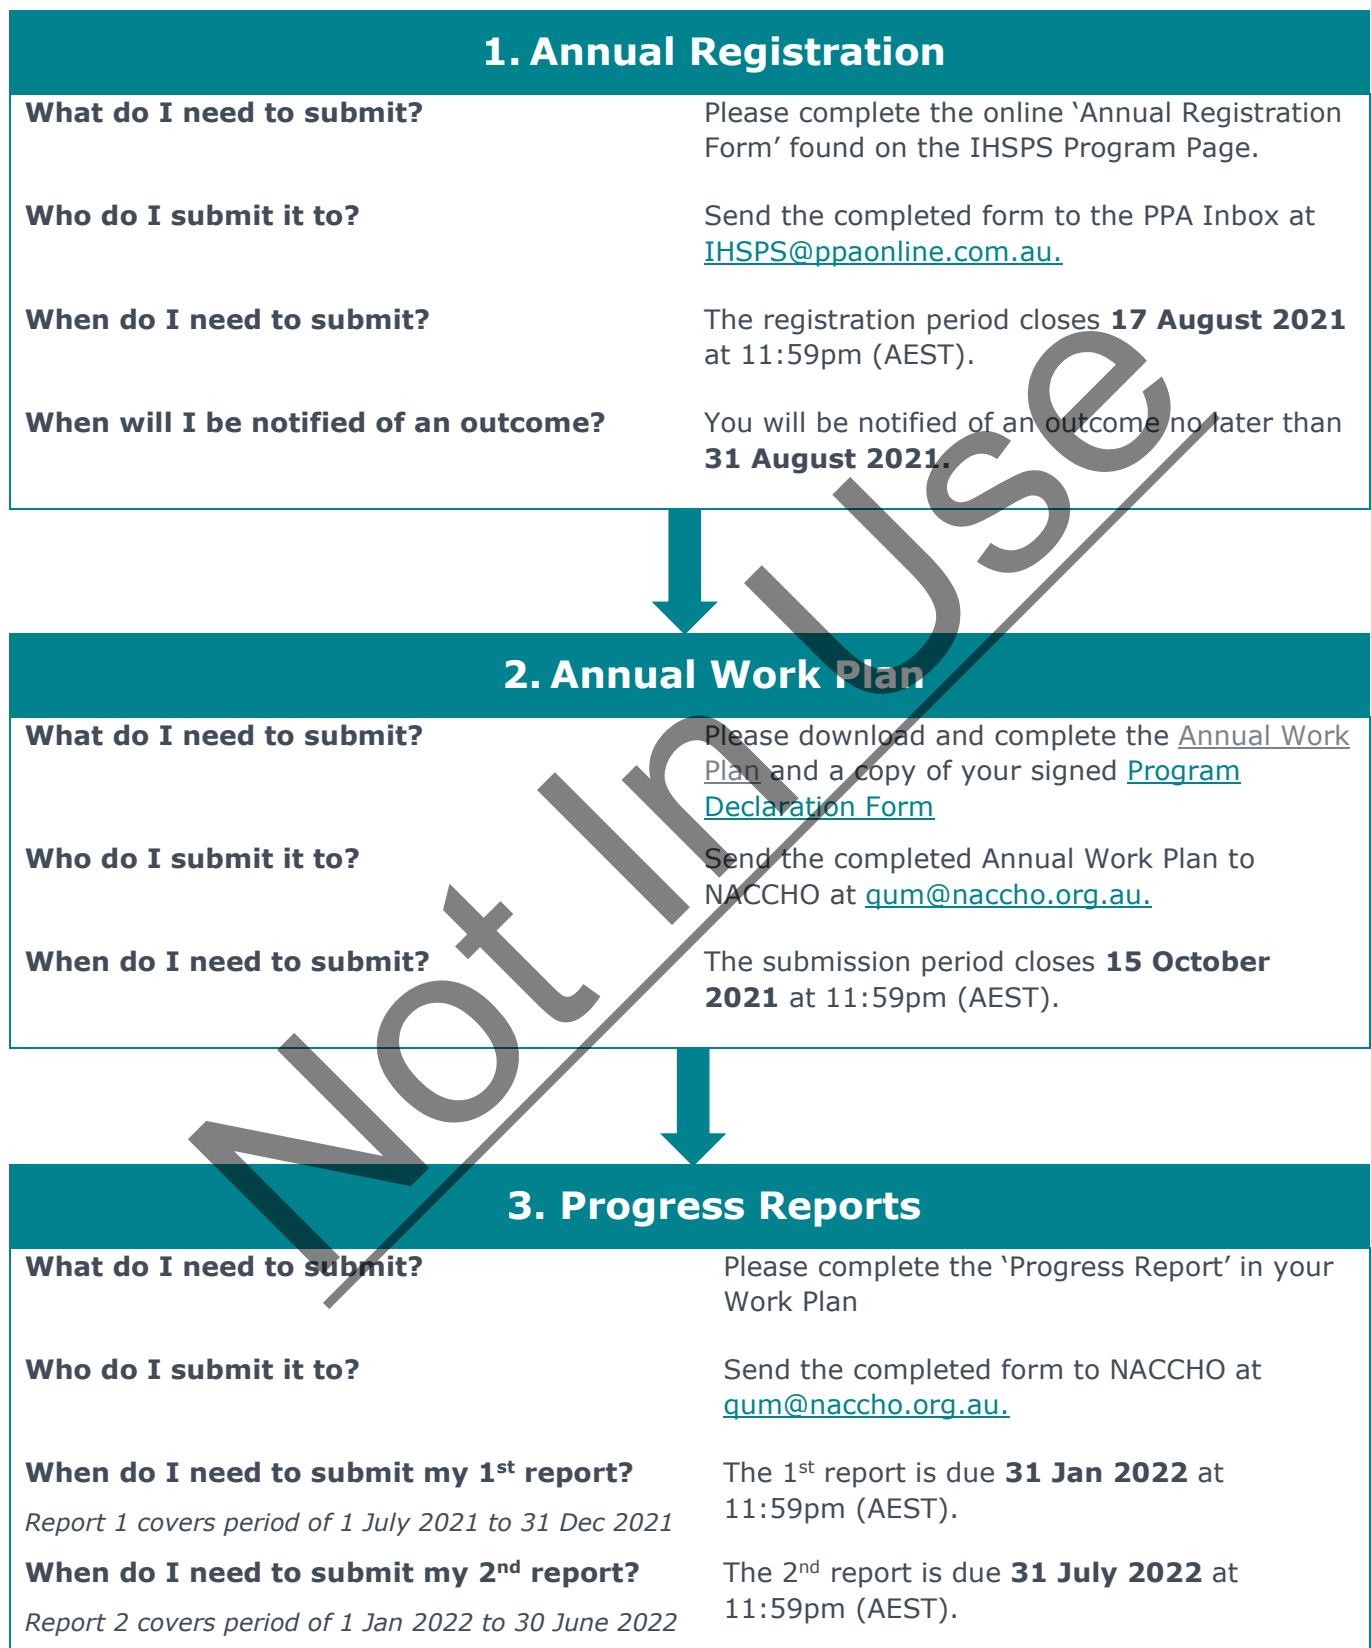 1. Annual Registration
What do I need to submit?
Please complete the online ‘Annual Registration
Form’ found on the IHSPS Program Page.
Who do I submit it to?
Send the completed form to the PPA Inbox at
IHSPS@ppaonline.com.au.
When do I need to submit?
The registration period closes 17 August 2021
at 11:59pm (AEST).
When will I be notified of an outcome?
You will be notified of an outcome no later than
31 August 2021.
2. Annual Work Plan
What do I need to submit?
Please download and complete the Annual Work
Plan and a copy of your signed Program
Declaration Form
Who do I submit it to?
Send the completed Annual Work Plan to
NACCHO at qum@naccho.org.au.
When do I need to submit?
The submission period closes 15 October
2021 at 11:59pm (AEST).
3. Progress Reports
What do I need to submit?
Please complete the ‘Progress Report’ in your
Work Plan
Who do I submit it to?
Send the completed form to NACCHO at
qum@naccho.org.au.
When do I need to submit my 1st report?
Report 1 covers period of 1 July 2021 to 31 Dec 2021
The 1st report is due 31 Jan 2022 at
11:59pm (AEST).
When do I need to submit my 2nd report?
Report 2 covers period of 1 Jan 2022 to 30 June 2022
The 2nd report is due 31 July 2022 at
11:59pm (AEST).
Not In Use